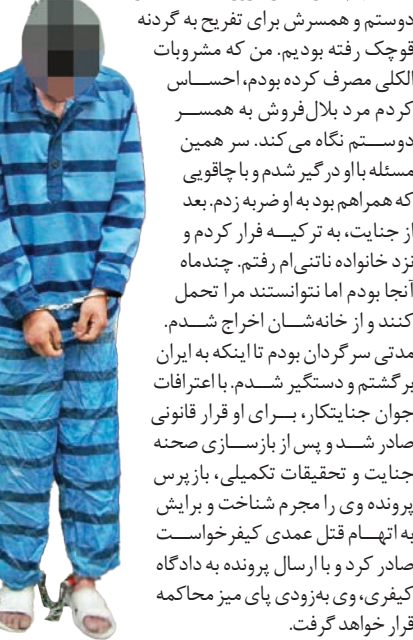 دوستم و همسرش برای تفریح به گردنه
قوچک رفته بودیم. من که مشروبات
الکلی مصرف کرده بودم، احساس
کردم مرد بلال‌فروش به همسر
دوستم نگاه می‌کند. سر همین
مسئله با او درگیر شدم و با چاقویی
که همراهم بود به او ضربه زدم. بعد
از جنایت، به ترکیه فرار کردم و
نزد خانواده ناتنی‌ام رفتم. چندماه
آنجا بودم اما نتوانستند مرا تحمل
کنند و از خانه‌شان اخراج شدم.
مدتی سرگردان بودم تا اینکه به ایران
برگشتم و دستگیر شدم. با اعترافات
جوان جنایتکار، برای او قرار قانونی
صادر شد و پس از بازسازی صحنه
جنایت و تحقیقات تکمیلی، بازپرس
پرونده وی را مجرم شناخت و برایش
به اتهام قتل عمدی کیفرخواست
صادر کرد و با ارسال پرونده به دادگاه
کیفری، وی به‌زودی پای میز محاکمه
قرار خواهد گرفت.